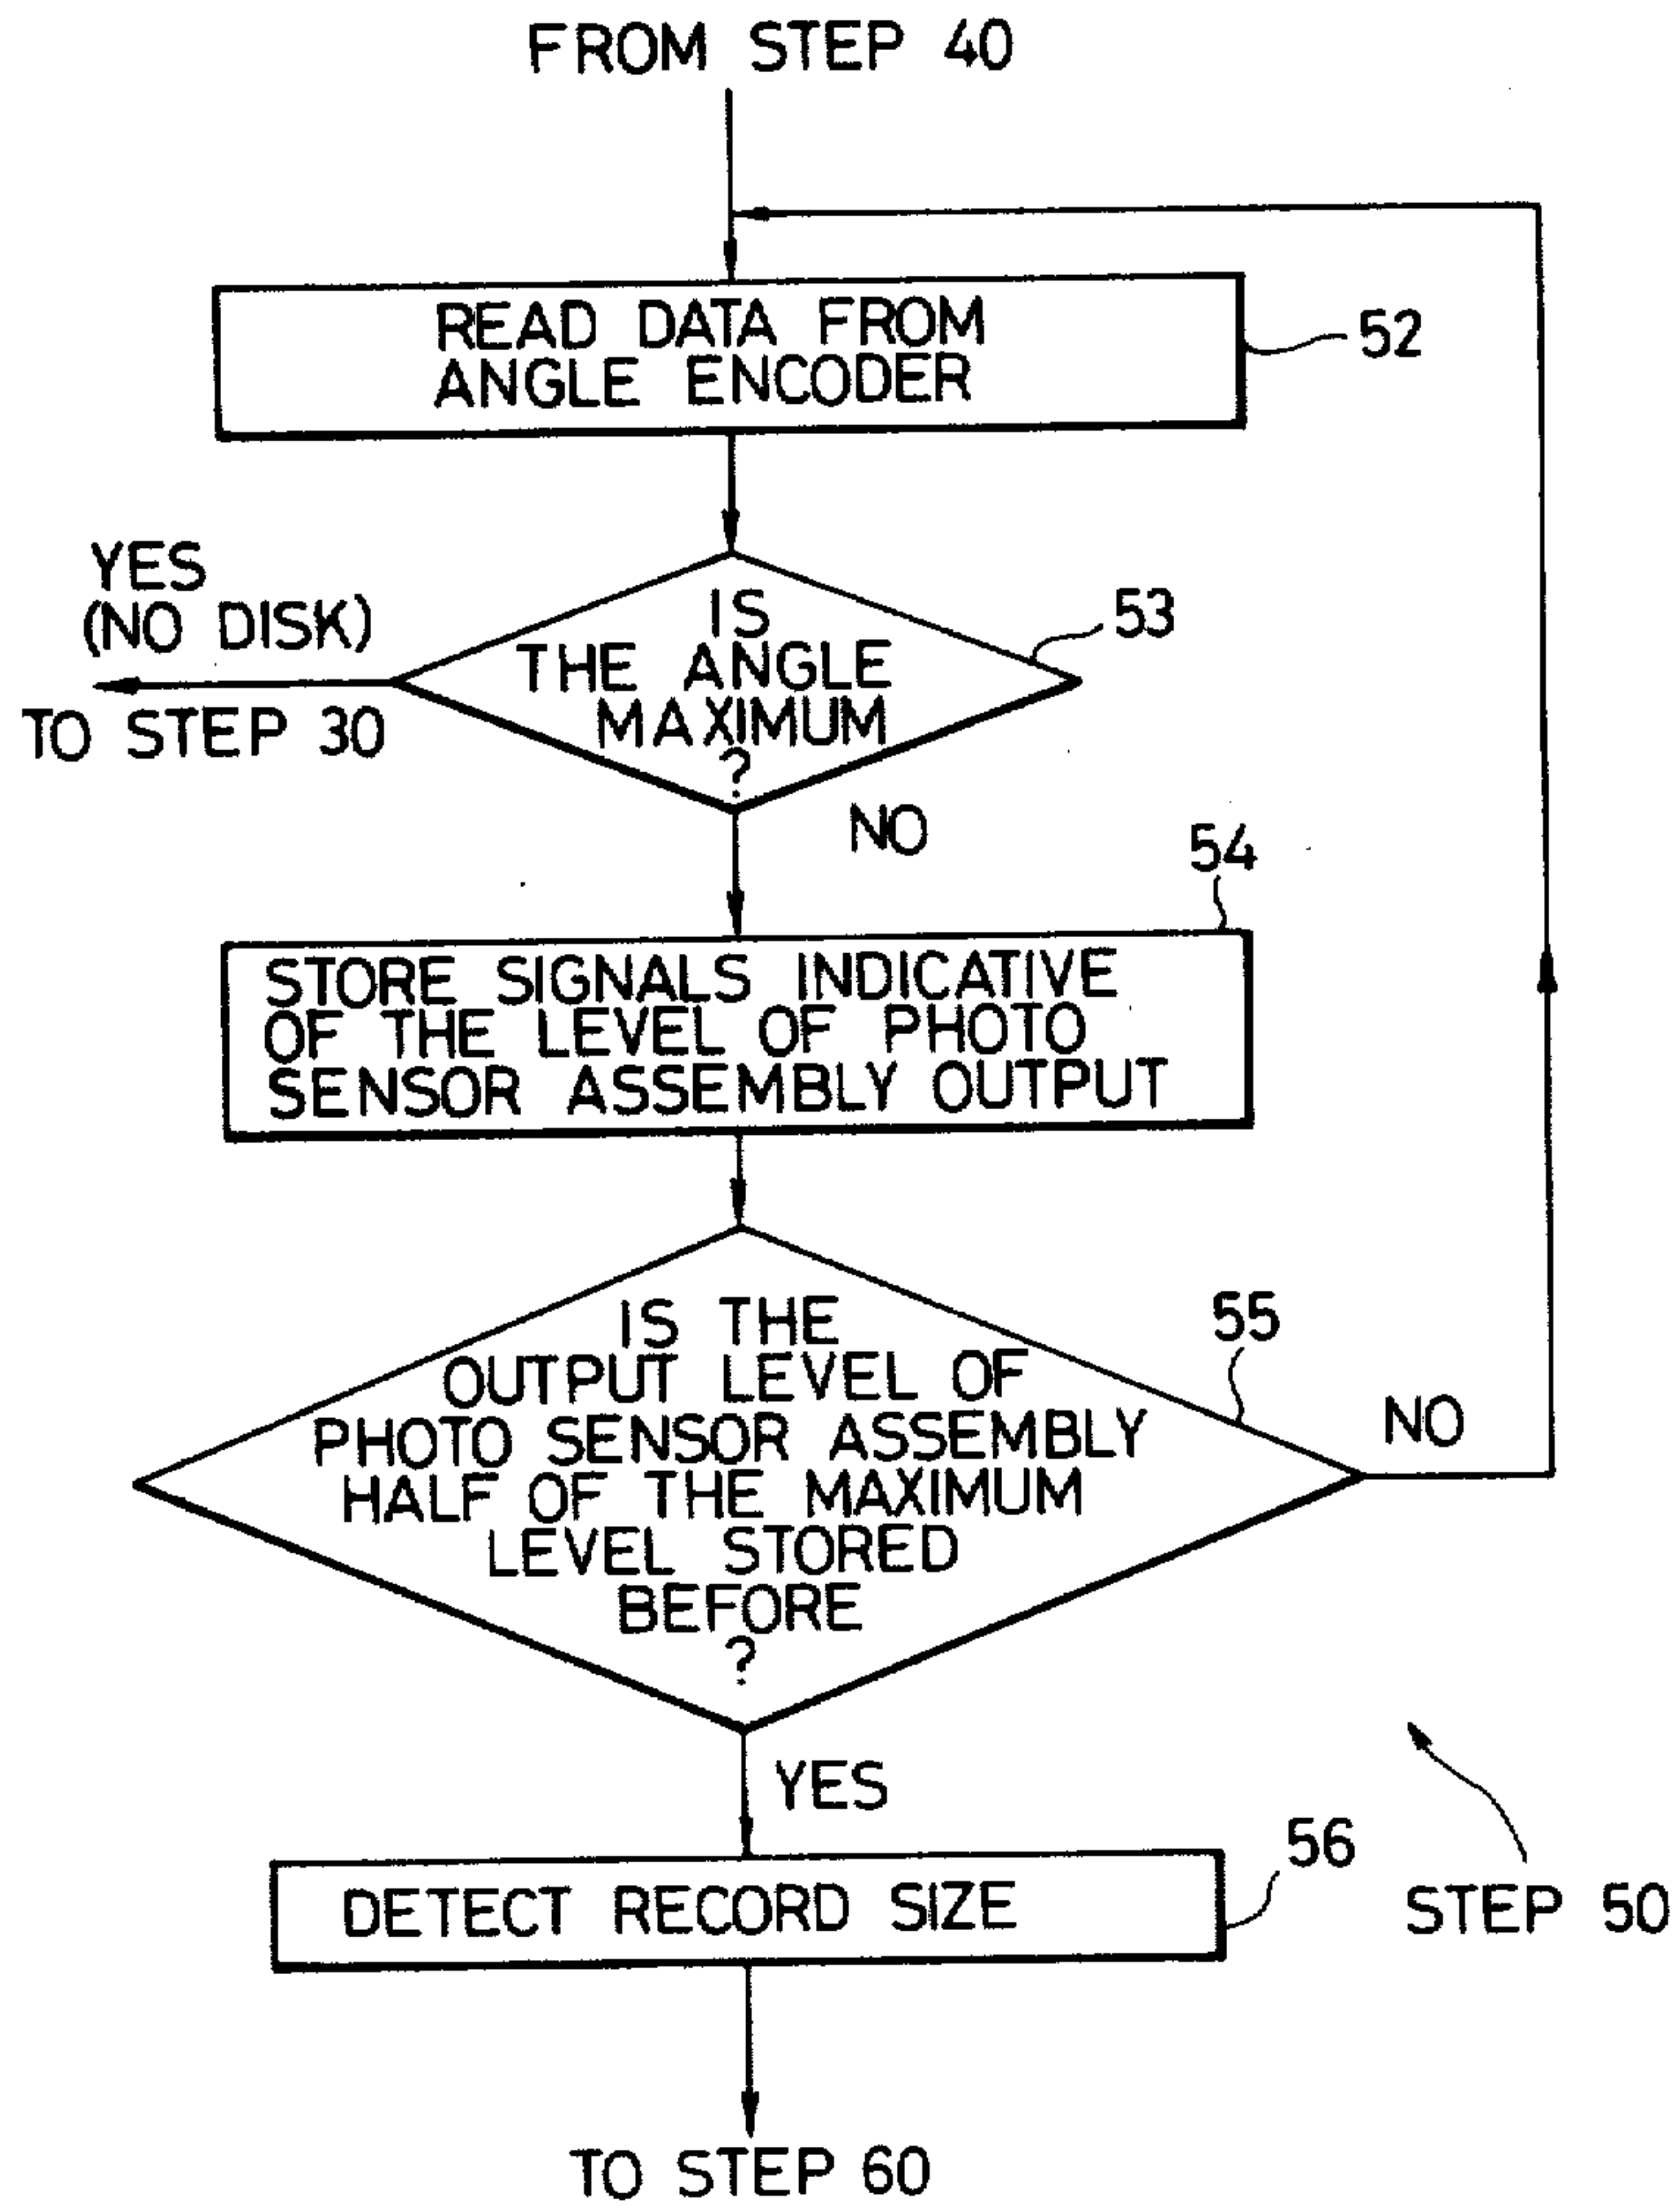 FROM STEP 40
READ DATA FROM
ANGLE ENCODER
52
YES
(NO DISK)
TO STEP 30
IS
THE ANGLE
MAXIMUM
?
53
NO
54
STORE SIGNALS INDICATIVE
OF THE LEVEL OF PHOTO
SENSOR ASSEMBLY OUTPUT
IS THE
OUTPUT LEVEL OF
PHOTO SENSOR ASSEMBLY
HALF OF THE MAXIMUM
LEVEL STORED
BEFORE
?
55
NO
YES
56
DETECT RECORD SIZE
STEP 50
TO STEP 60